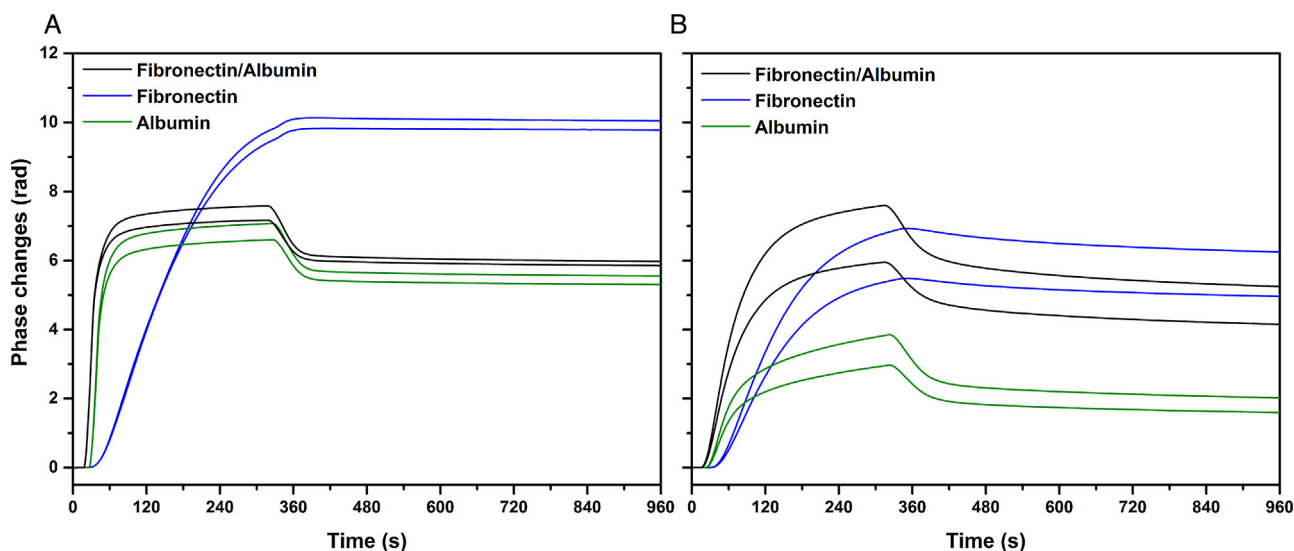 A
B
Phase changes (rad)
12
10
8
6
4
2
0
Fibronectin/Albumin
Fibronectin
Albumin
0 120 240 360 480 600 720 840 960
Time (s)
Fibronectin/Albumin
Fibronectin
Albumin
0 120 240 360 480 600 720 840 960
Time (s)